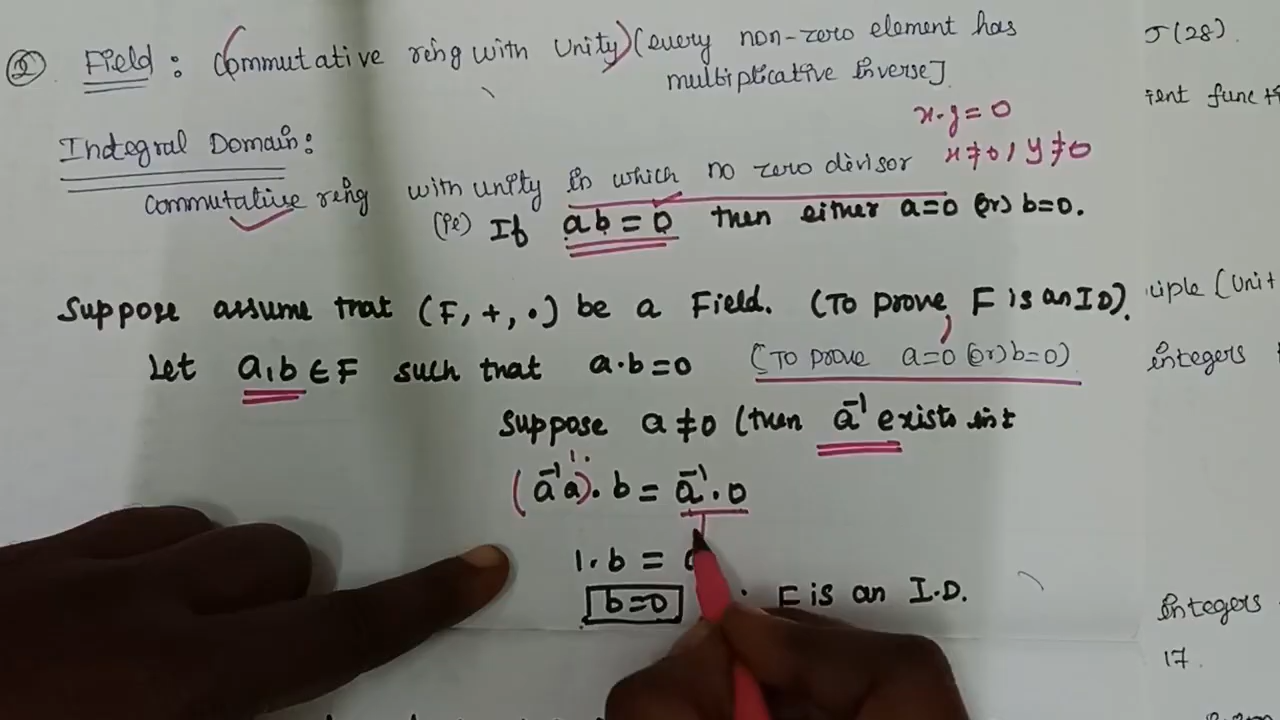 ② Field : Commutative ring with Unity (every non-zero element has
multiplicative Inverse]
Integral Domain:
x.y=0
x≠0, y≠0
commutative ring with unity in which no zero divisor
(ie) If ab=0 then either a=0 (or) b=0.
Suppose assume that (F, +, •) be a Field. (To prove, F is an I.D).
Let a,b ∈ F such that a.b=0 (To prove a=0 (or) b=0)
Suppose a≠0 (then a⁻¹ exists
(a⁻¹a).b = a⁻¹.0
1.b =
b=0 F is an I.D.
J(28).
integers
integers
17.